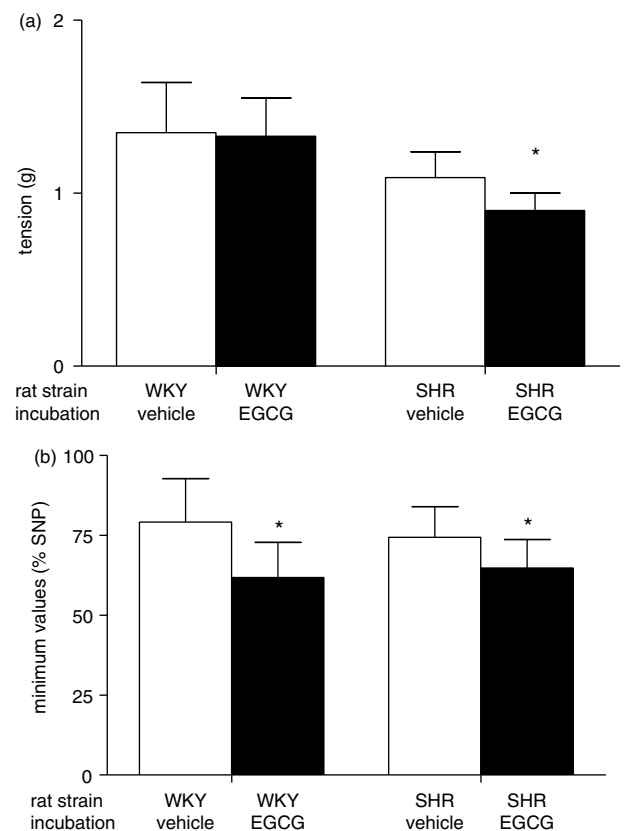 (a)
2
1
0
tension (g)
*
rat strain WKY WKY SHR SHR
incubation vehicle EGCG vehicle EGCG
(b)
100
75
50
25
0
minimum values (% SNP)
*
*
rat strain WKY WKY SHR SHR
incubation vehicle EGCG vehicle EGCG